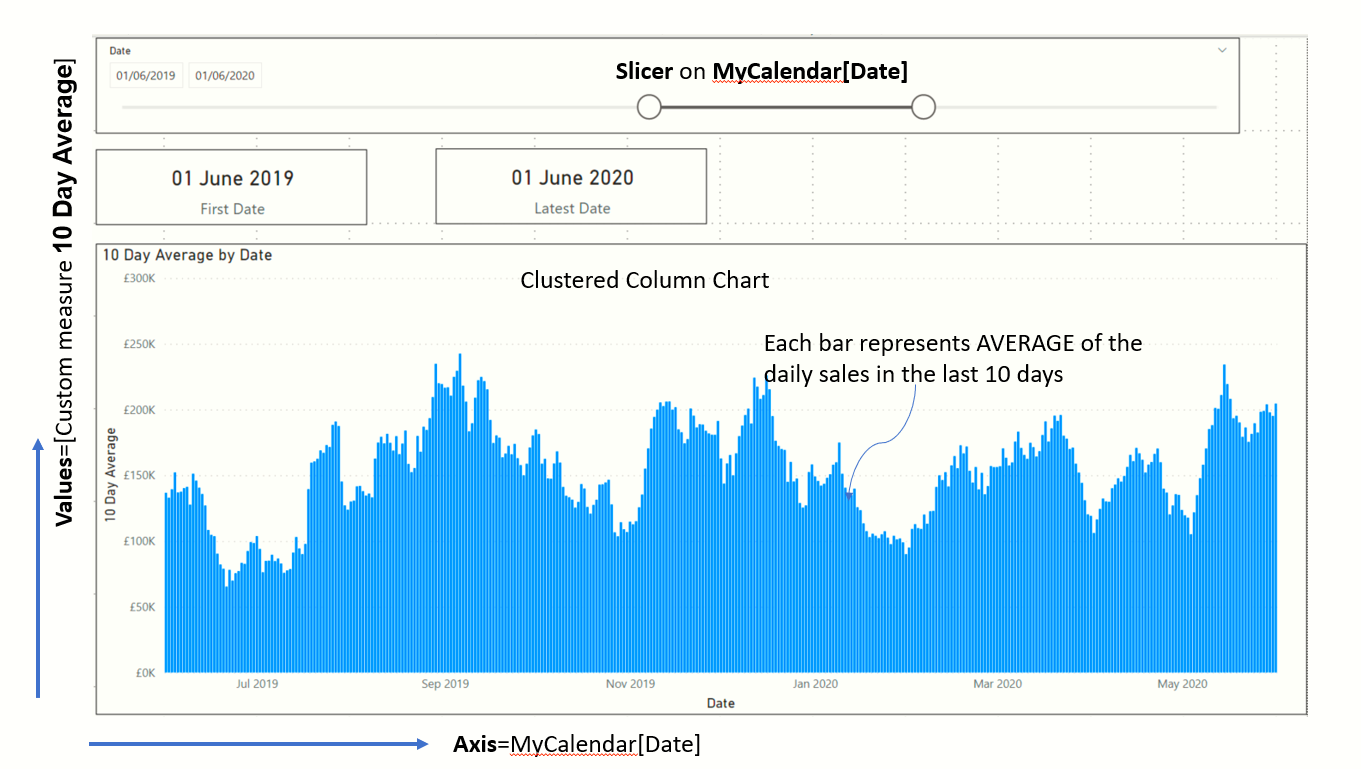 Date
01/06/2019 01/06/2020
Slicer on MyCalendar[Date]
01 June 2019
First Date
01 June 2020
Latest Date
Values=[Custom measure 10 Day Average]
10 Day Average by Date
Clustered Column Chart
Each bar represents AVERAGE of the
daily sales in the last 10 days
£300K
£250K
£200K
£150K
£100K
£50K
£0K
10 Day Average
Jul 2019 Sep 2019 Nov 2019 Jan 2020 Mar 2020 May 2020
Date
Axis=MyCalendar[Date]